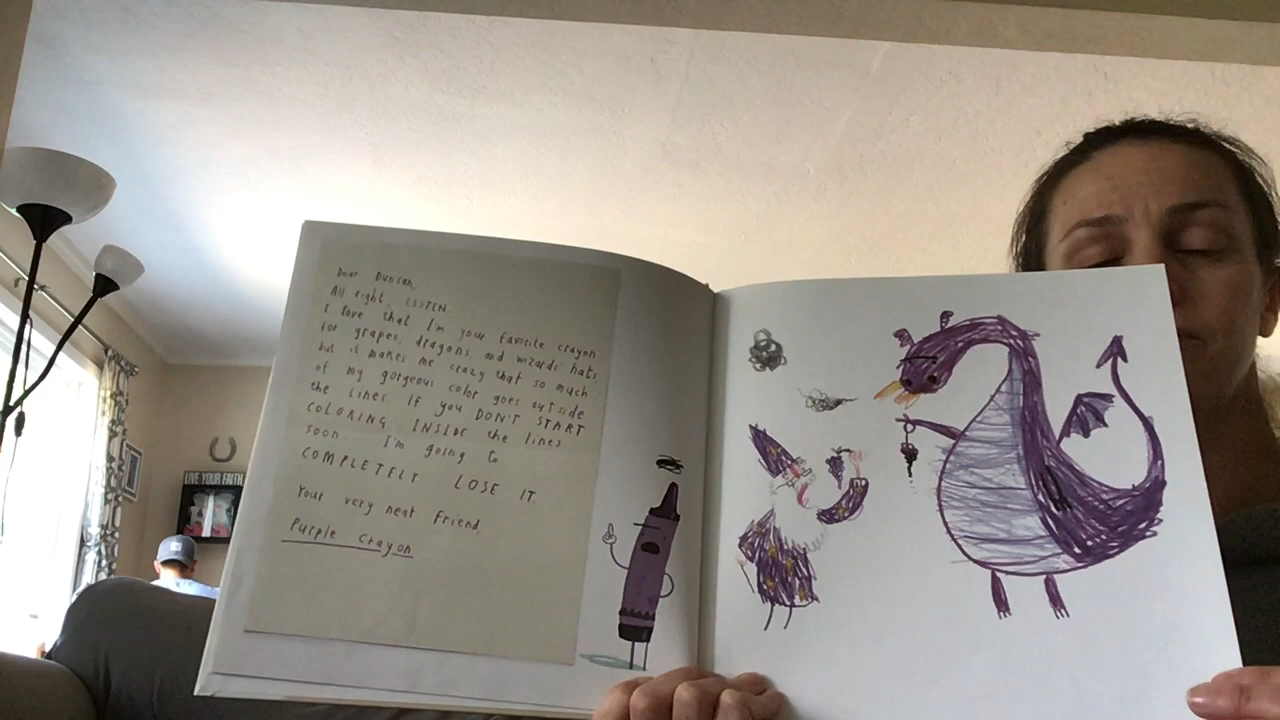 Dear Duncan,
All right, LISTEN.
I love that I'm your favorite crayon
for grapes, dragons, and wizards hats,
but it makes me crazy that so much
of my gorgeous color goes outside
the lines. If you DON'T START
COLORING INSIDE the lines
soon... I'm going to
COMPLETELY LOSE IT.
Your very neat friend,
Purple Crayon
LIVE YOUR FAITH